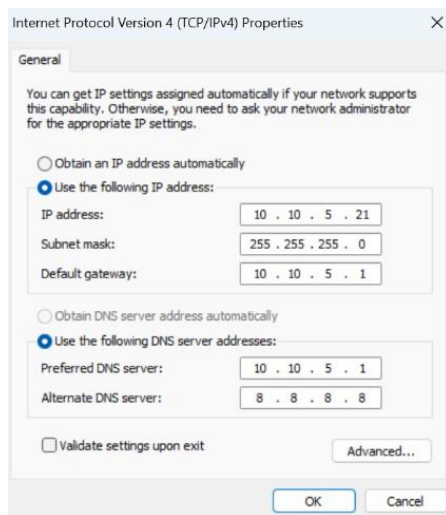 Internet Protocol Version 4 (TCP/IPv4) Properties
General
You can get IP settings assigned automatically if your network supports
this capability. Otherwise, you need to ask your network administrator
for the appropriate IP settings.
Obtain an IP address automatically
Use the following IP address:
IP address: 10 . 10 . 5 . 21
Subnet mask: 255 . 255 . 255 . 0
Default gateway: 10 . 10 . 5 . 1
Obtain DNS server address automatically
Use the following DNS server addresses:
Preferred DNS server: 10 . 10 . 5 . 1
Alternate DNS server: 8 . 8 . 8 . 8
Validate settings upon exit
Advanced...
OK Cancel